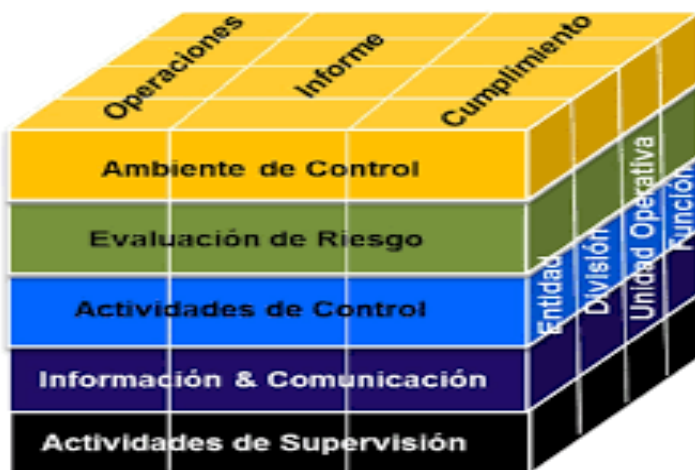 Operaciones
Informe
Cumplimiento
Ambiente de Control
Evaluación de Riesgo
Actividades de Control
Información & Comunicación
Actividades de Supervisión
Entidad
División
Unidad Operativa
Función